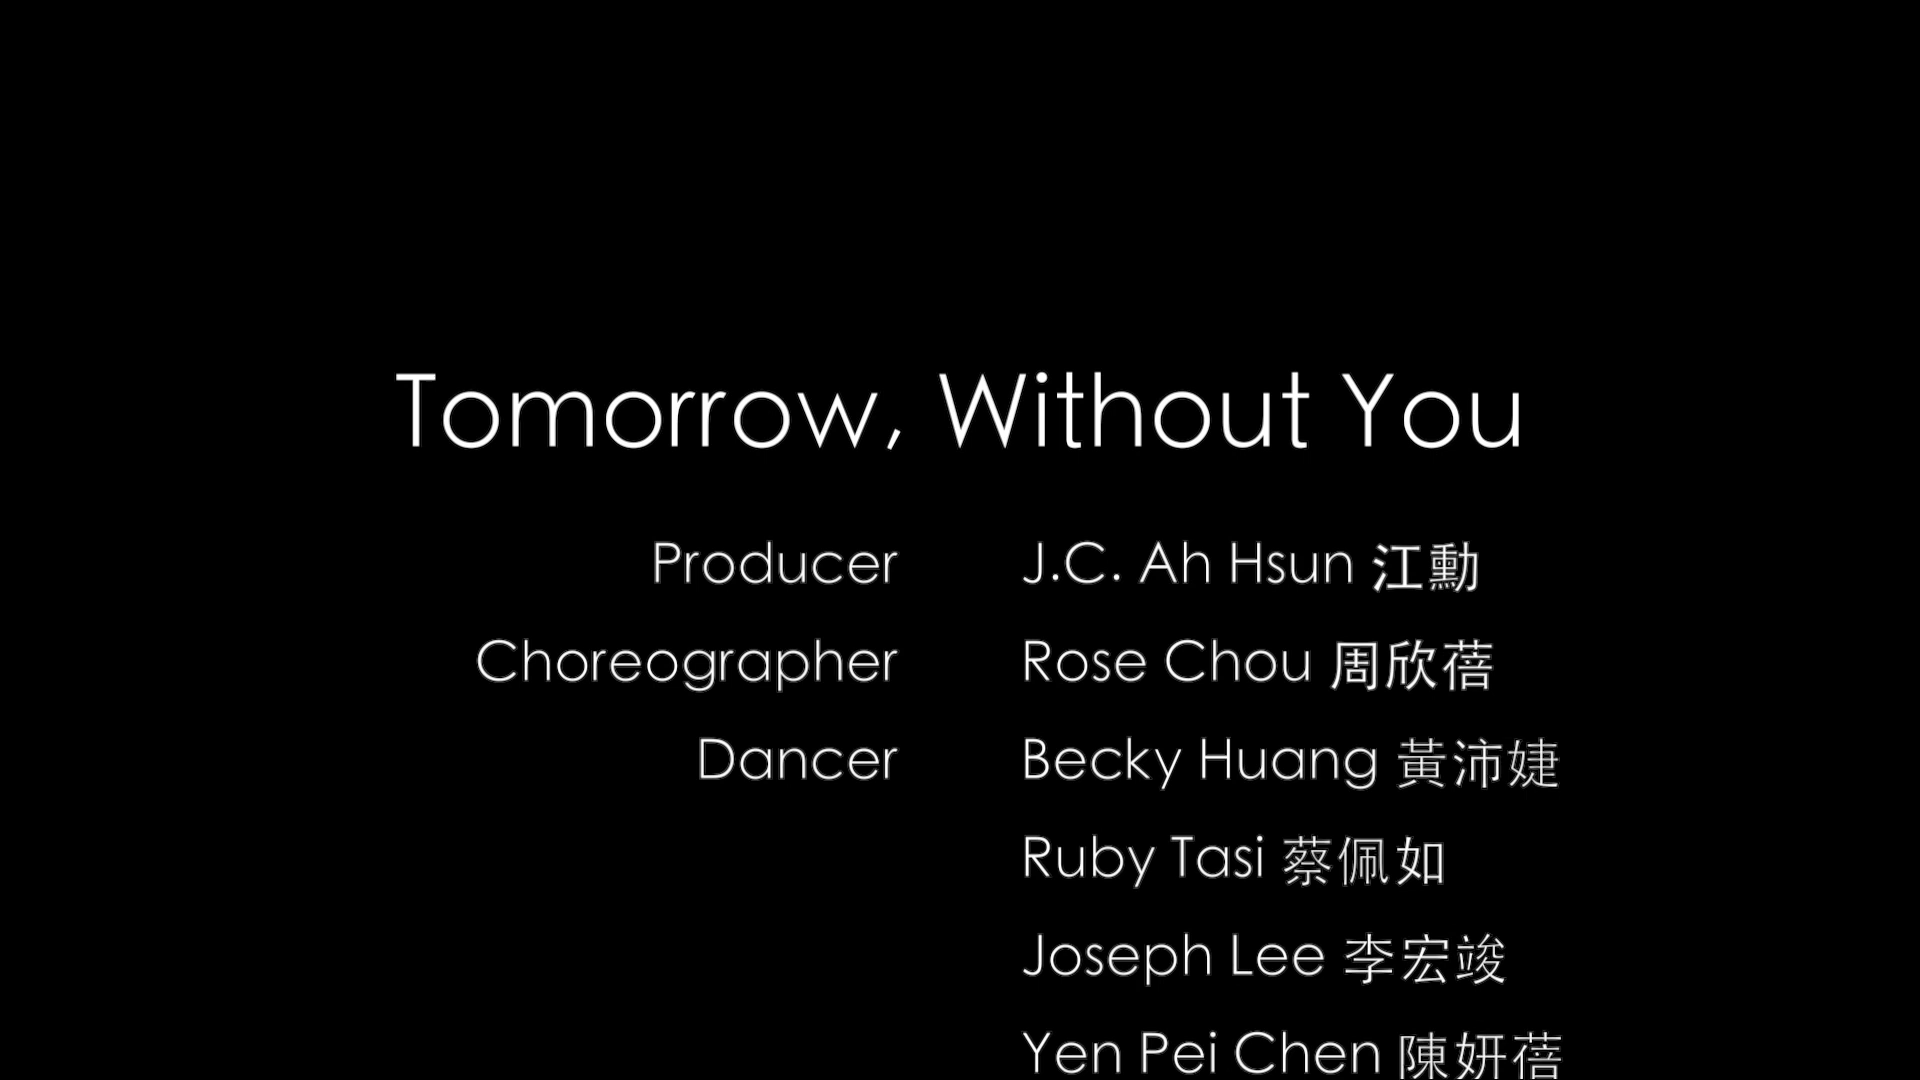 Tomorrow, Without You
Producer J.C. Ah Hsun 江勳
Choreographer Rose Chou 周欣蓓
Dancer Becky Huang 黃沛婕
Ruby Tasi 蔡佩如
Joseph Lee 李宏竣
Yen Pei Chen 陳妍蓓